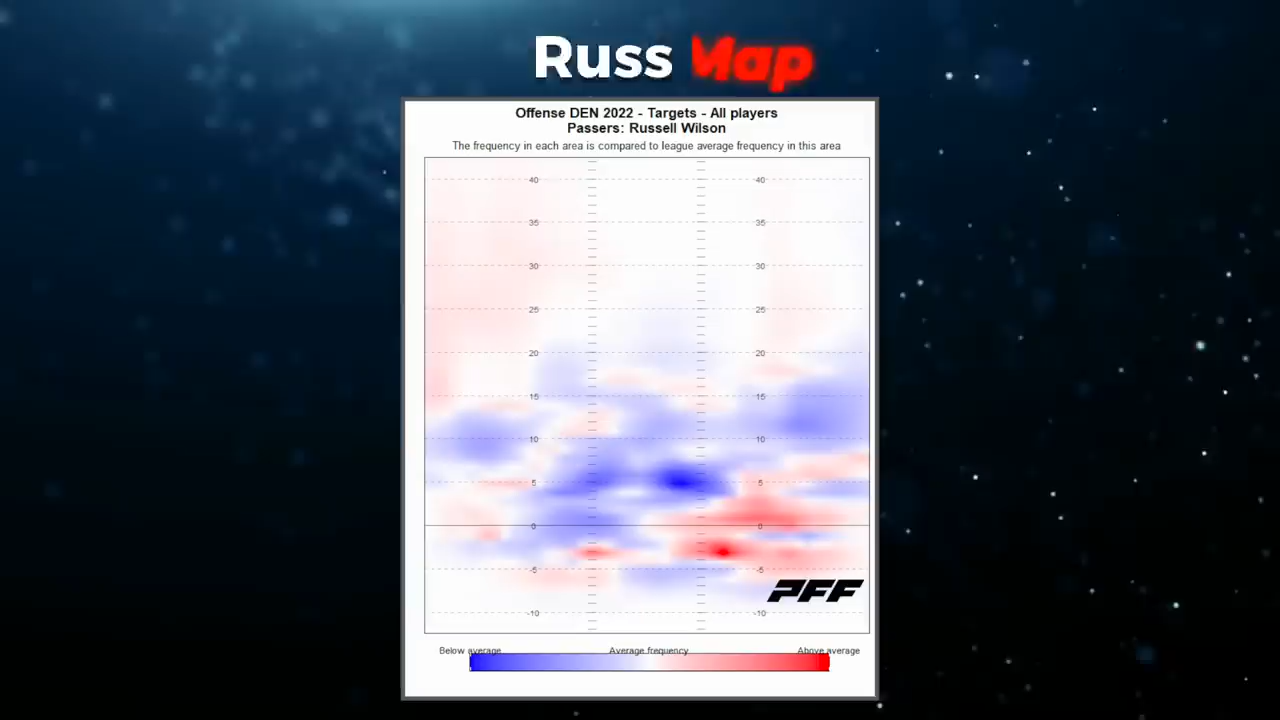 Russ Map
Offense DEN 2022 - Targets - All players
Passers: Russell Wilson
The frequency in each area is compared to league average frequency in this area
40 40
35 35
30 30
25 25
20 20
15 15
10 10
5 5
0 0
-5 -5
PFF
-10 -10
Below average Average frequency Above average